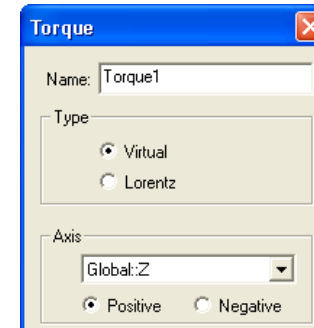 Torque
Name: Torque1
Type
Virtual
Lorentz
Axis
Global::Z
Positive Negative